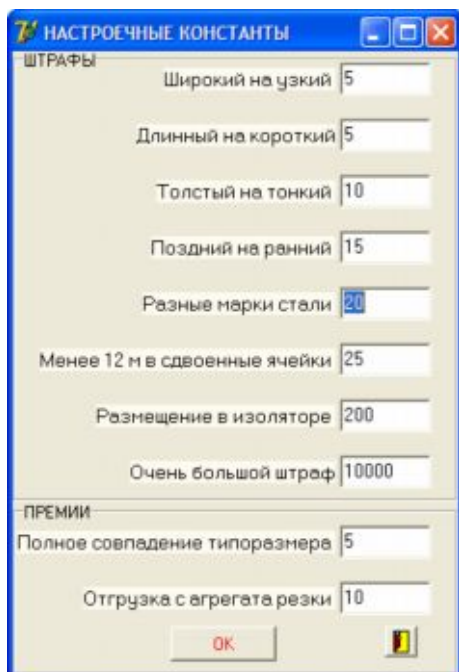 НАСТРОЕЧНЫЕ КОНСТАНТЫ
ШТРАФЫ
Широкий на узкий 5
Длинный на короткий 5
Толстый на тонкий 10
Поздний на ранний 15
Разные марки стали 20
Менее 12 м в сдвоенные ячейки 25
Размещение в изоляторе 200
Очень большой штраф 10000
ПРЕМИИ
Полное совпадение типоразмера 5
Отгрузка с агрегата резки 10
OK